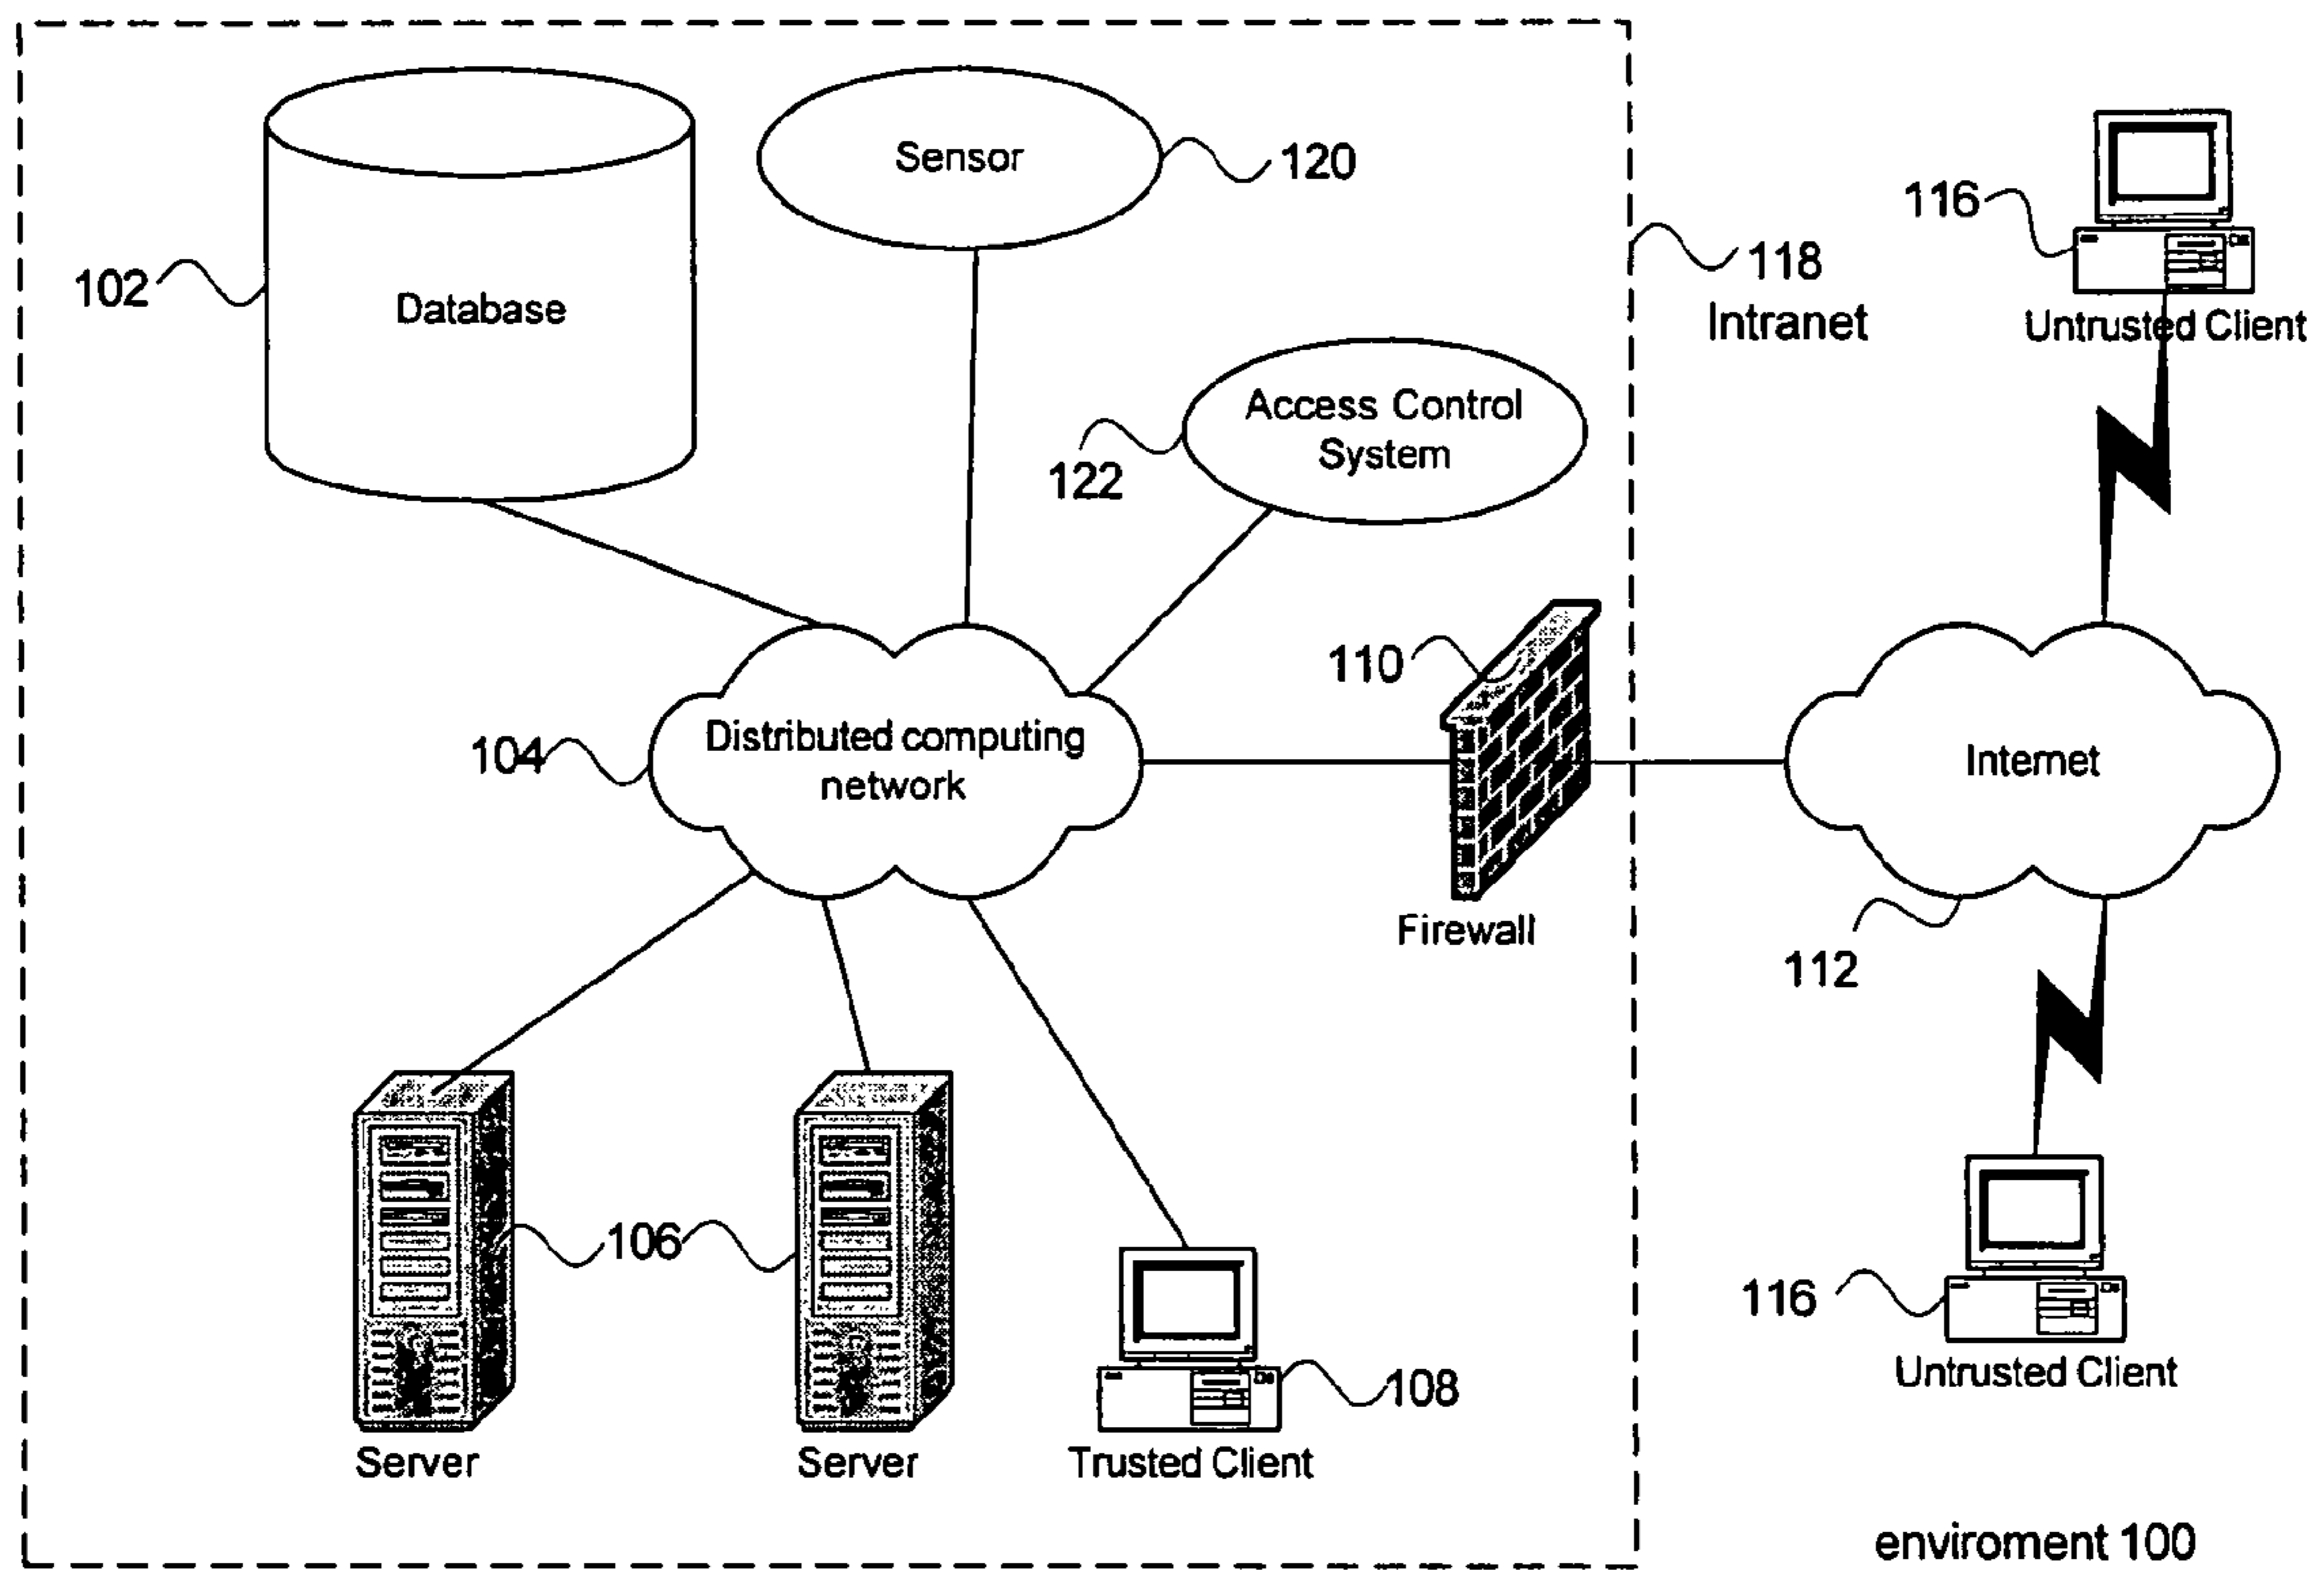 Sensor
120
116
102
Database
118
Intranet
Untrusted Client
Access Control
System
122
110
104
Distributed computing
network
Internet
Firewall
112
106
116
108
Untrusted Client
Server
Server
Trusted Client
enviroment 100